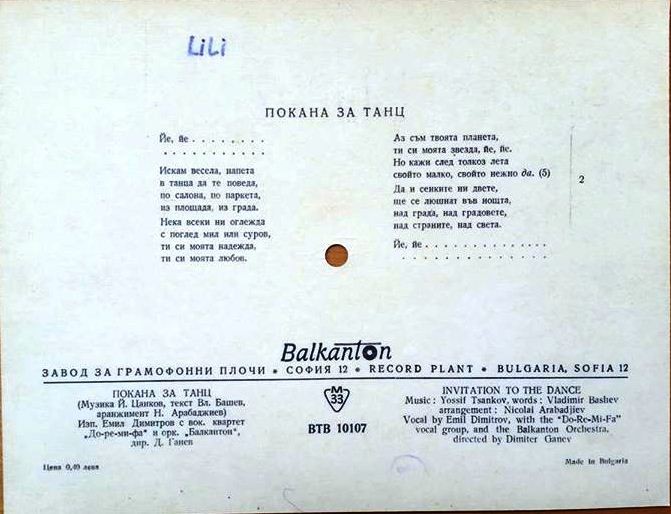 LiLi
ПОКАНА ЗА ТАНЦ
Йе, йе . . . . . . . .
. . . . . . . . . . .
Искам весела, напета
в танца да те поведа,
по салона, по паркета,
из площада, из града.
Нека всеки ни оглежда
с поглед мил или суров,
ти си моята надежда,
ти си моята любов.
Аз съм твоята планета,
ти си моята звезда, йе, йе.
Но кажи след толкоз лета
свойто малко, свойто нежно да. (5)
Да и сенките ни двете,
ще се люшнат във нощта,
над града, над градовете,
над страните, над света.
Йе, йе . . . . . . . . . . . . .
. . . . . . . . . . . . . . .
2
Balkanton
ЗАВОД ЗА ГРАМОФОННИ ПЛОЧИ • СОФИЯ 12 • RECORD PLANT • BULGARIA, SOFIA 12
ПОКАНА ЗА ТАНЦ
(Музика Й. Цанков, текст Вл. Башев,
аранжимент Н. Арабаджиев)
Изп. Емил Димитров с вок. квартет
„До-ре-ми-фа" и орк. „Балкантон",
дир. Д. Ганев
Цена 0,40 лева
M
33
ВТВ 10107
INVITATION TO THE DANCE
Music: Yossif Tsankov, words: Vladimir Bashev
arrangement: Nicolai Arabadjiev
Vocal by Emil Dimitrov, with the "Do-Re-Mi-Fa"
vocal group, and the Balkanton Orchestra,
directed by Dimiter Ganev
Made in Bulgaria